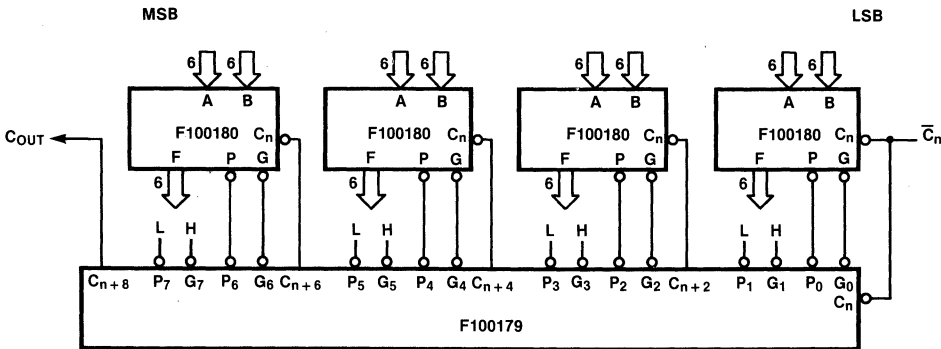 MSB LSB
6 6 6 6 6 6 6 6
A B A B A B A B
F100180 Cn F100180 Cn F100180 Cn F100180 Cn C̅n
COUT
F P G F P G F P G F P G
6 6 6 6
L H L H L H L H
Cn + 8 P7 G7 P6 G6 Cn + 6 P5 G5 P4 G4 Cn + 4 P3 G3 P2 G2 Cn + 2 P1 G1 P0 G0
Cn
F100179